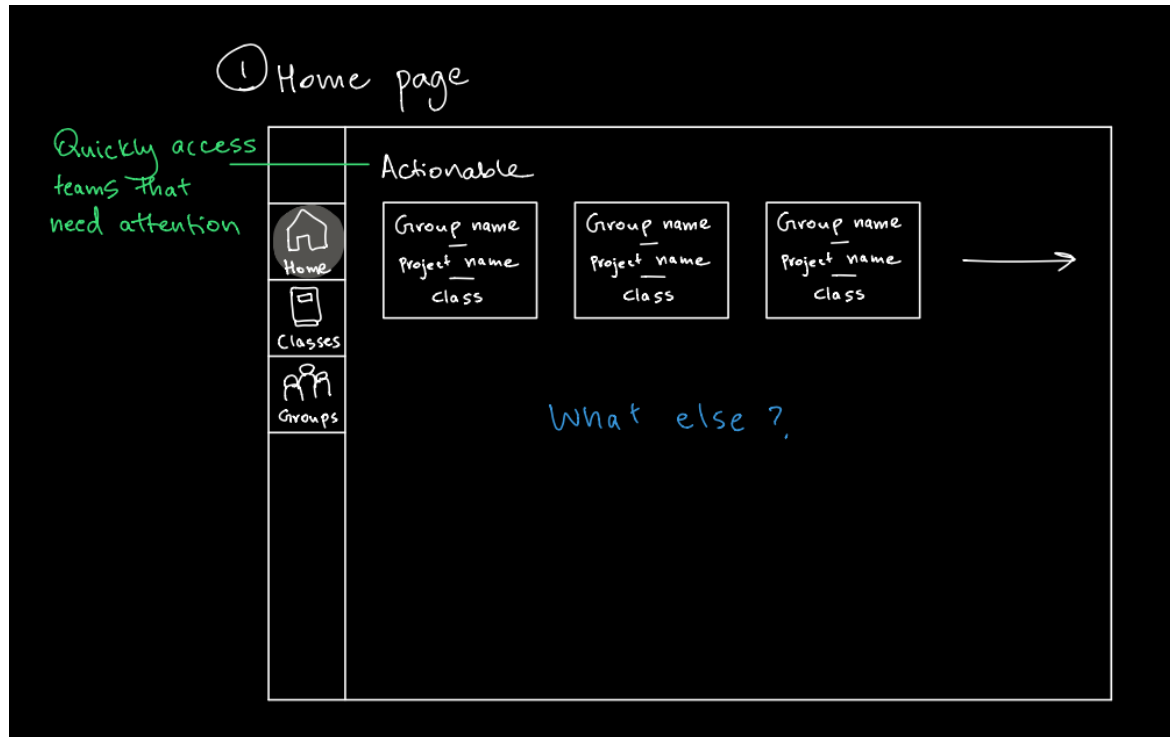 ① Home page
Quickly access
teams that
need attention
Actionable
Home
Classes
Groups
Group name
Project name
Class
Group name
Project name
Class
Group name
Project name
Class
What else?